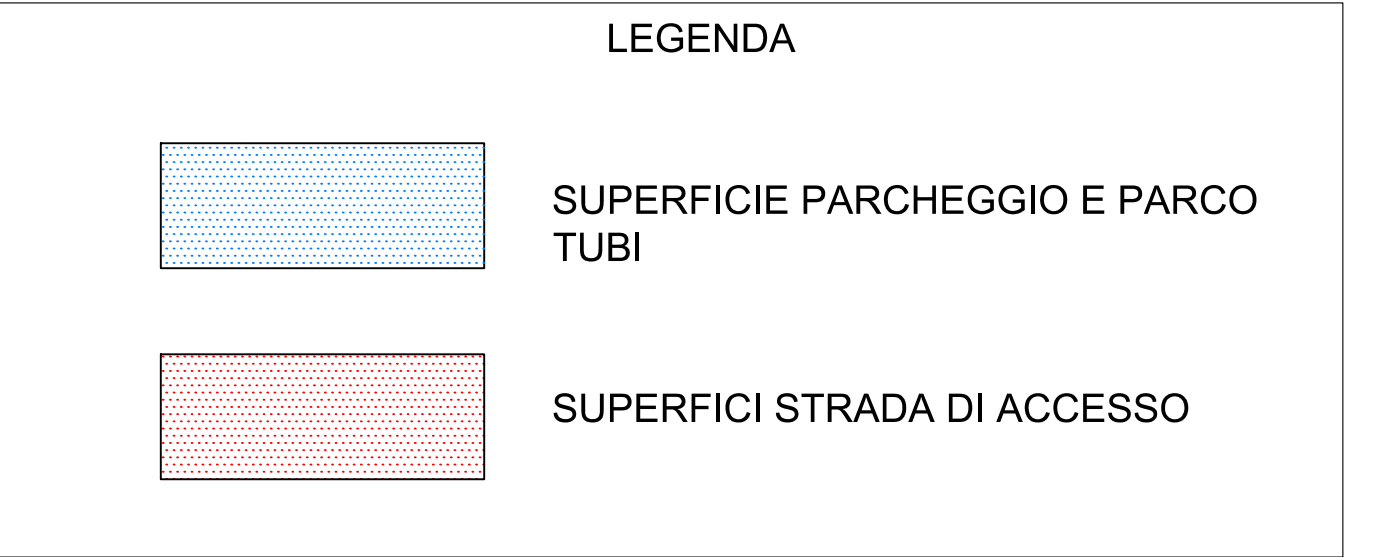 LEGENDA
SUPERFICIE PARCHEGGIO E PARCO
TUBI
SUPERFICI STRADA DI ACCESSO